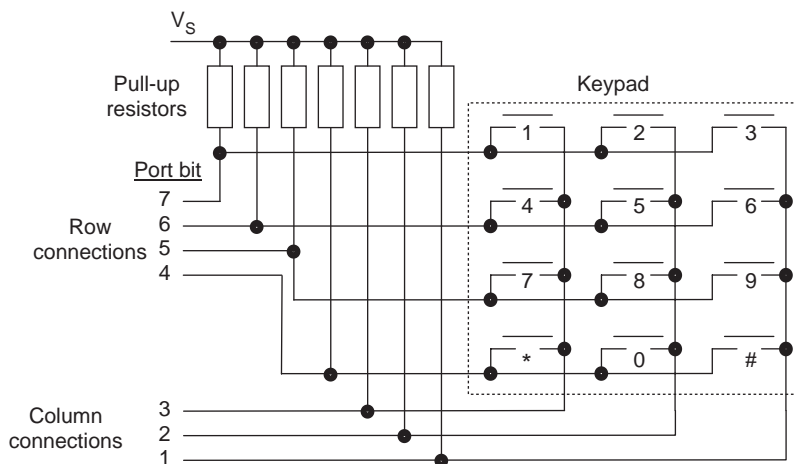 V_S
Pull-up
resistors
Keypad
1 2 3
Port bit
7
6
Row
connections
5
4
4 5 6
7 8 9
* 0 #
Column
connections
3
2
1